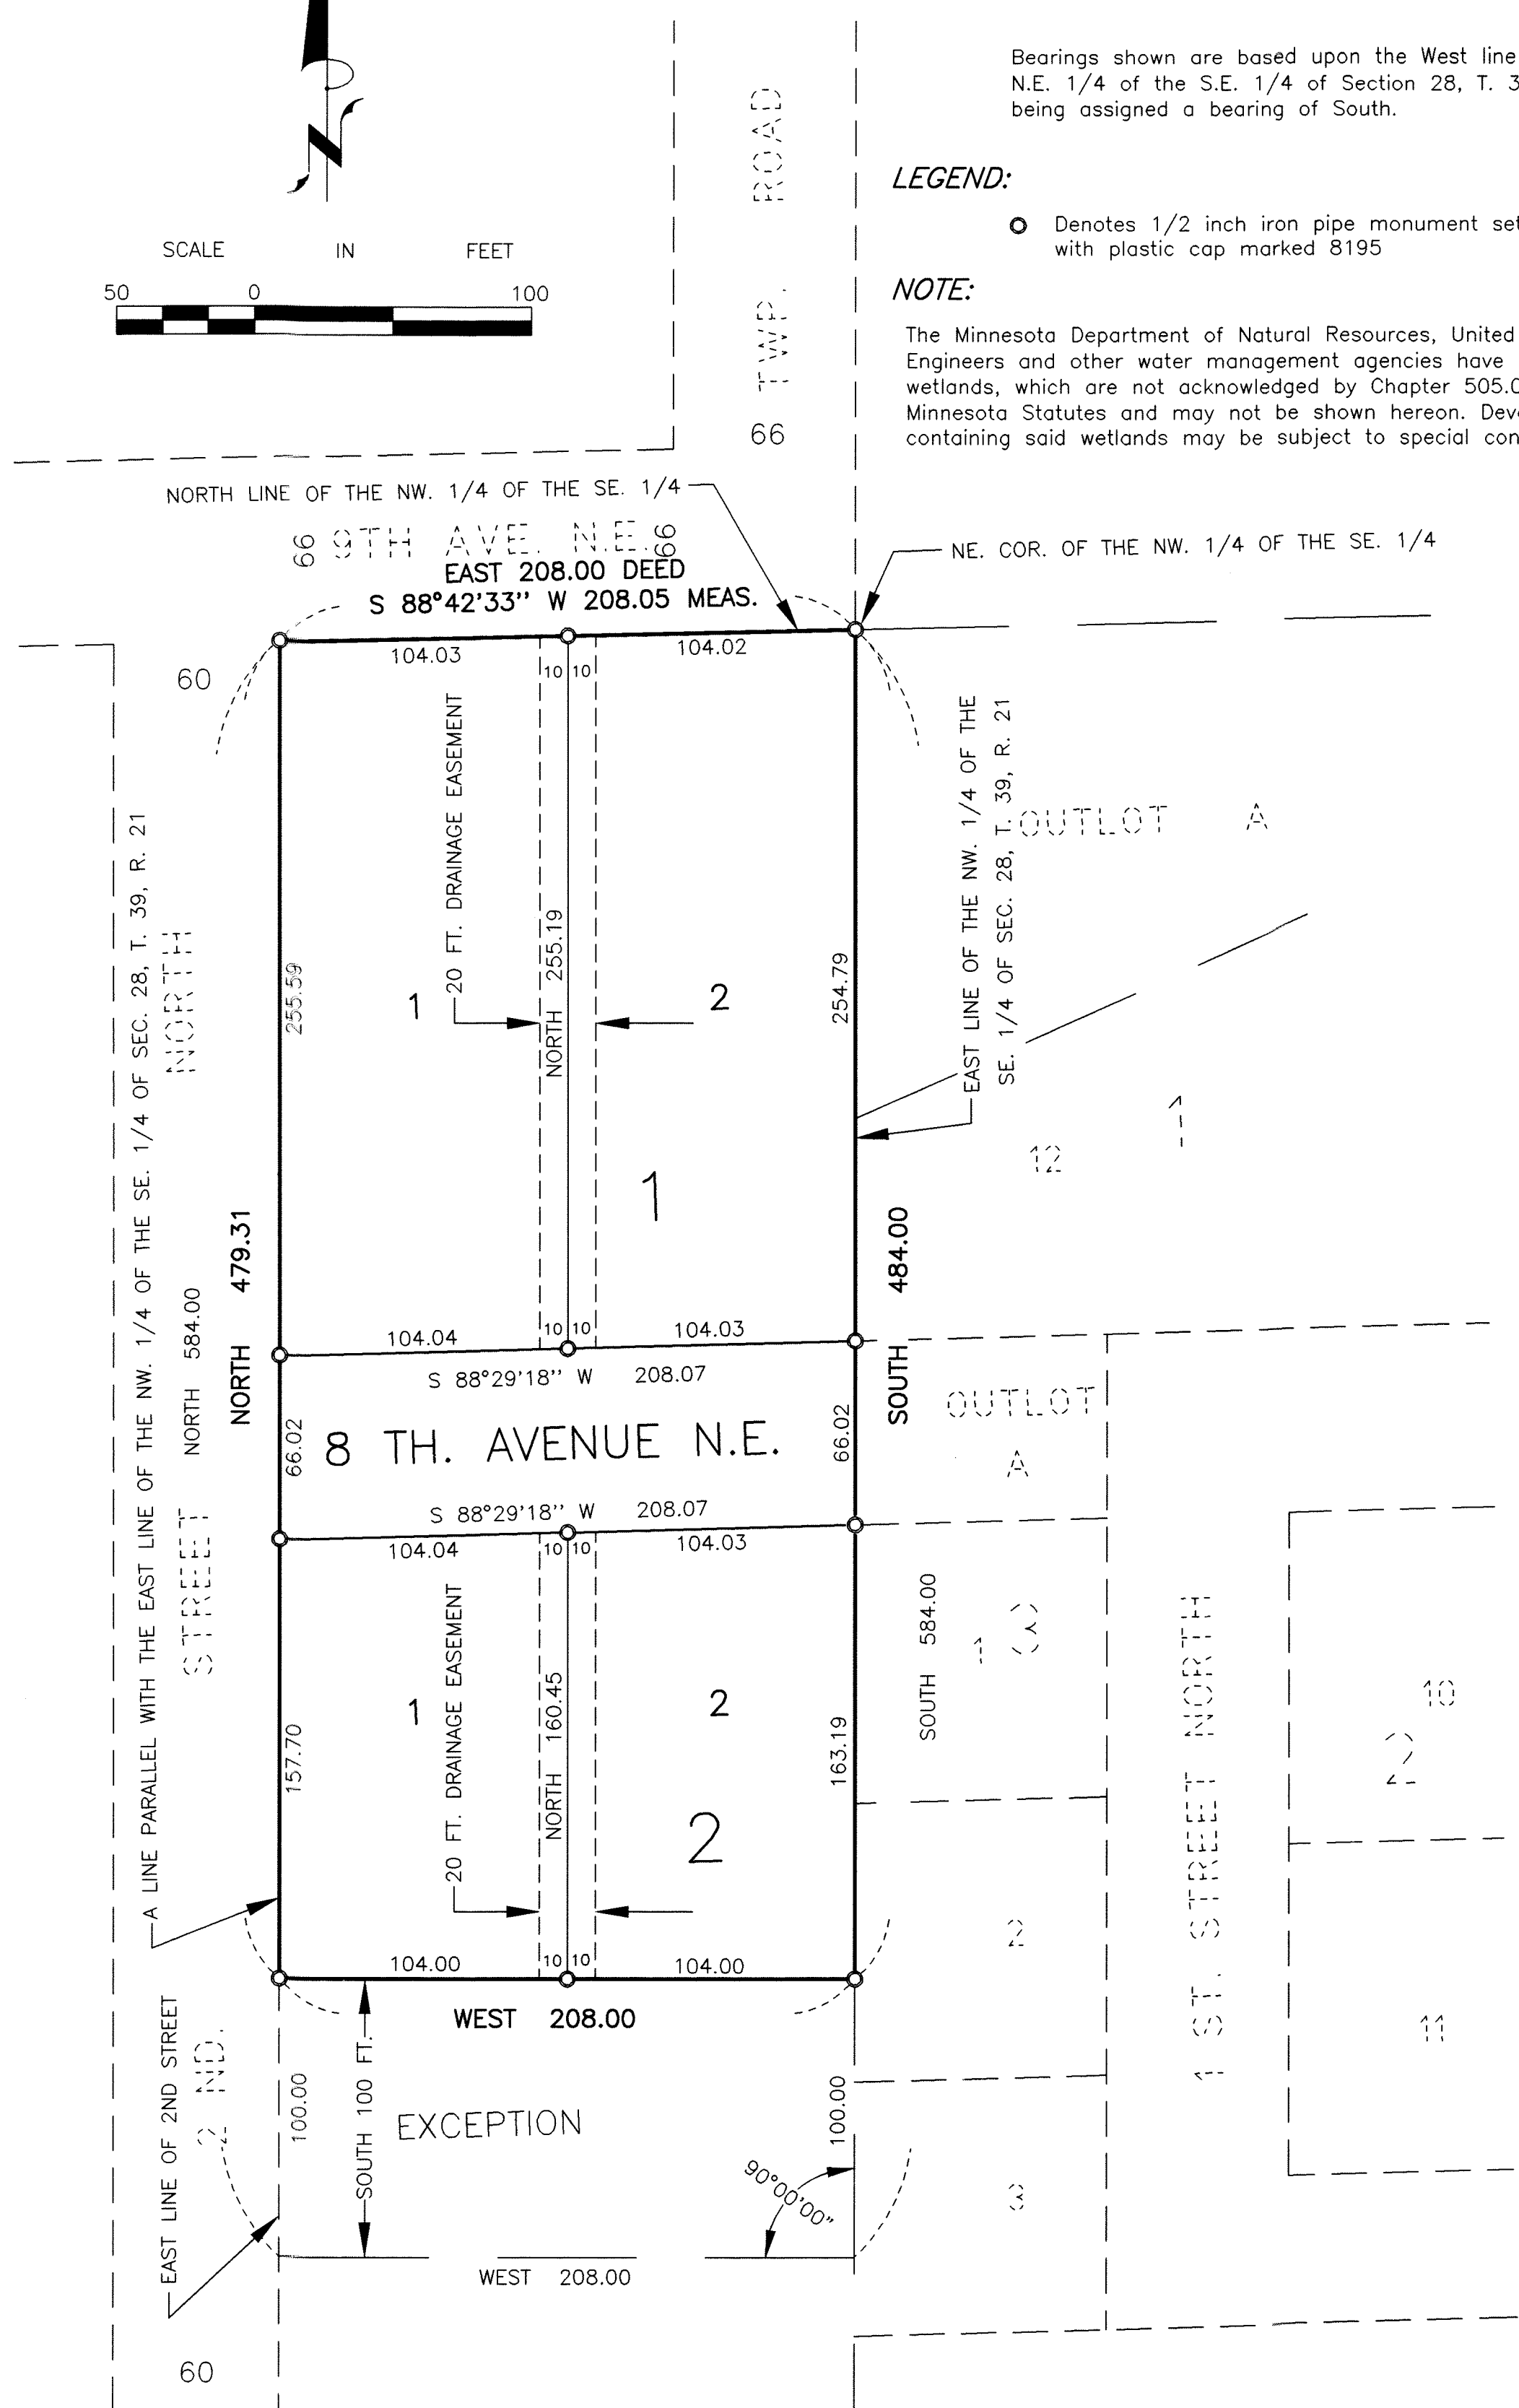 Bearings shown are based upon the West line
N.E. 1/4 of the S.E. 1/4 of Section 28, T. 3
being assigned a bearing of South.
LEGEND:
Denotes 1/2 inch iron pipe monument set
with plastic cap marked 8195
NOTE:
The Minnesota Department of Natural Resources, United
Engineers and other water management agencies have
wetlands, which are not acknowledged by Chapter 505.0
Minnesota Statutes and may not be shown hereon. Deve
containing said wetlands may be subject to special con
N
SCALE IN FEET
50 0 100
66 TWP. ROAD
NORTH LINE OF THE NW. 1/4 OF THE SE. 1/4
66 9TH AVE. N.E. 66
EAST 208.00 DEED
S 88°42'33" W 208.05 MEAS.
NE. COR. OF THE NW. 1/4 OF THE SE. 1/4
104.03
104.02
10 10
60
20 FT. DRAINAGE EASEMENT
NORTH 255.19
255.59
254.79
1
2
1
EAST LINE OF THE NW. 1/4 OF THE
SE. 1/4 OF SEC. 28, T. 39, R. 21
OUTLOT A
12
1
A LINE PARALLEL WITH THE EAST LINE OF THE NW. 1/4 OF THE SE. 1/4 OF SEC. 28, T. 39, R. 21
2 ND. STREET NORTH
NORTH 584.00
NORTH 479.31
SOUTH 484.00
104.04
10 10
104.03
S 88°29'18" W 208.07
66.02
8 TH. AVENUE N.E.
66.02
OUTLOT
A
S 88°29'18" W 208.07
104.04
10 10
104.03
20 FT. DRAINAGE EASEMENT
NORTH 160.45
157.70
163.19
1
2
2
SOUTH 584.00
1
3
1 ST. STREET NORTH
10
2
2
11
3
104.00
10 10
104.00
WEST 208.00
EAST LINE OF 2ND STREET
100.00
SOUTH 100 FT.
EXCEPTION
100.00
90°00'00"
WEST 208.00
60